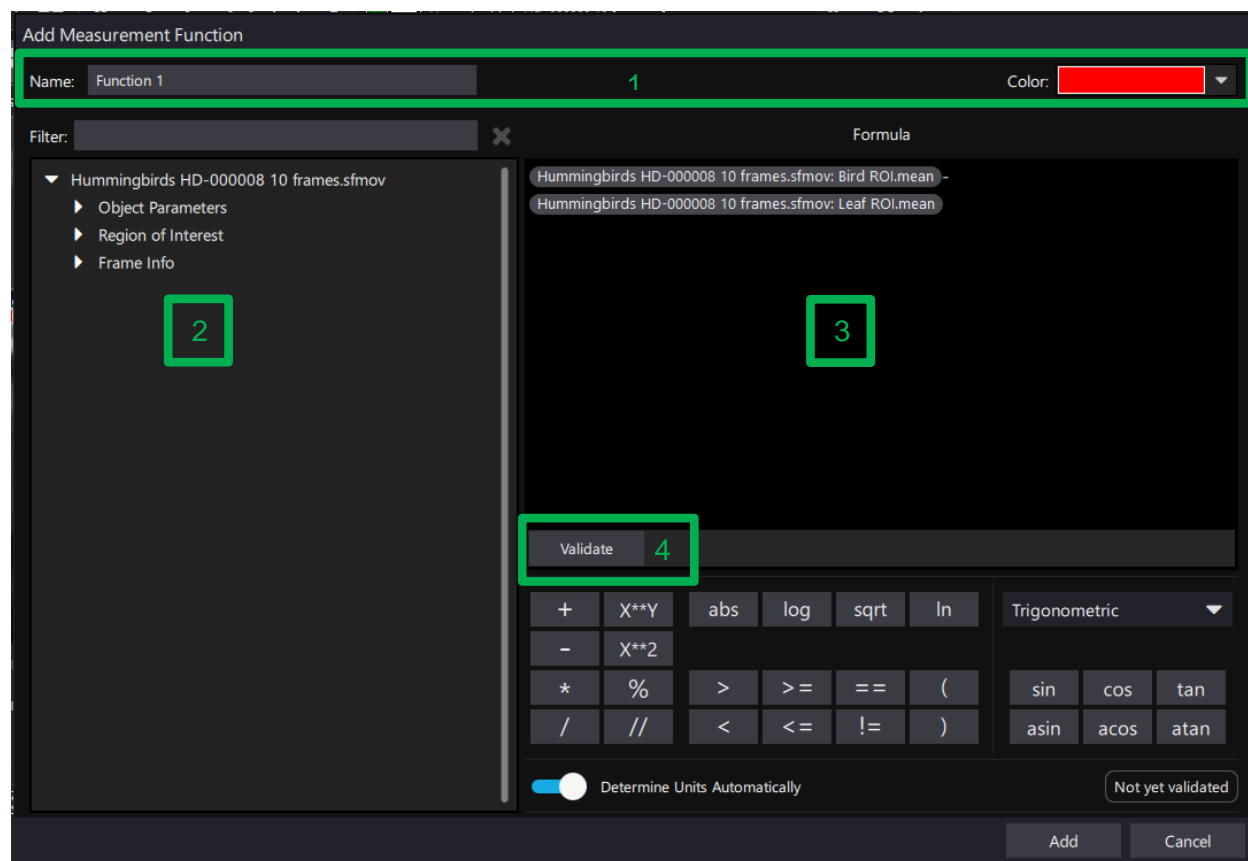 Add Measurement Function
Name: Function 1 1 Color:
Filter: Formula
Hummingbirds HD-000008 10 frames.sfmov
Object Parameters
Region of Interest
Frame Info
2
Hummingbirds HD-000008 10 frames.sfmov: Bird ROI.mean -
Hummingbirds HD-000008 10 frames.sfmov: Leaf ROI.mean
3
Validate 4
+ X**Y abs log sqrt ln Trigonometric
- X**2
* % > >= == ( sin cos tan
/ // < <= != ) asin acos atan
Determine Units Automatically Not yet validated
Add Cancel